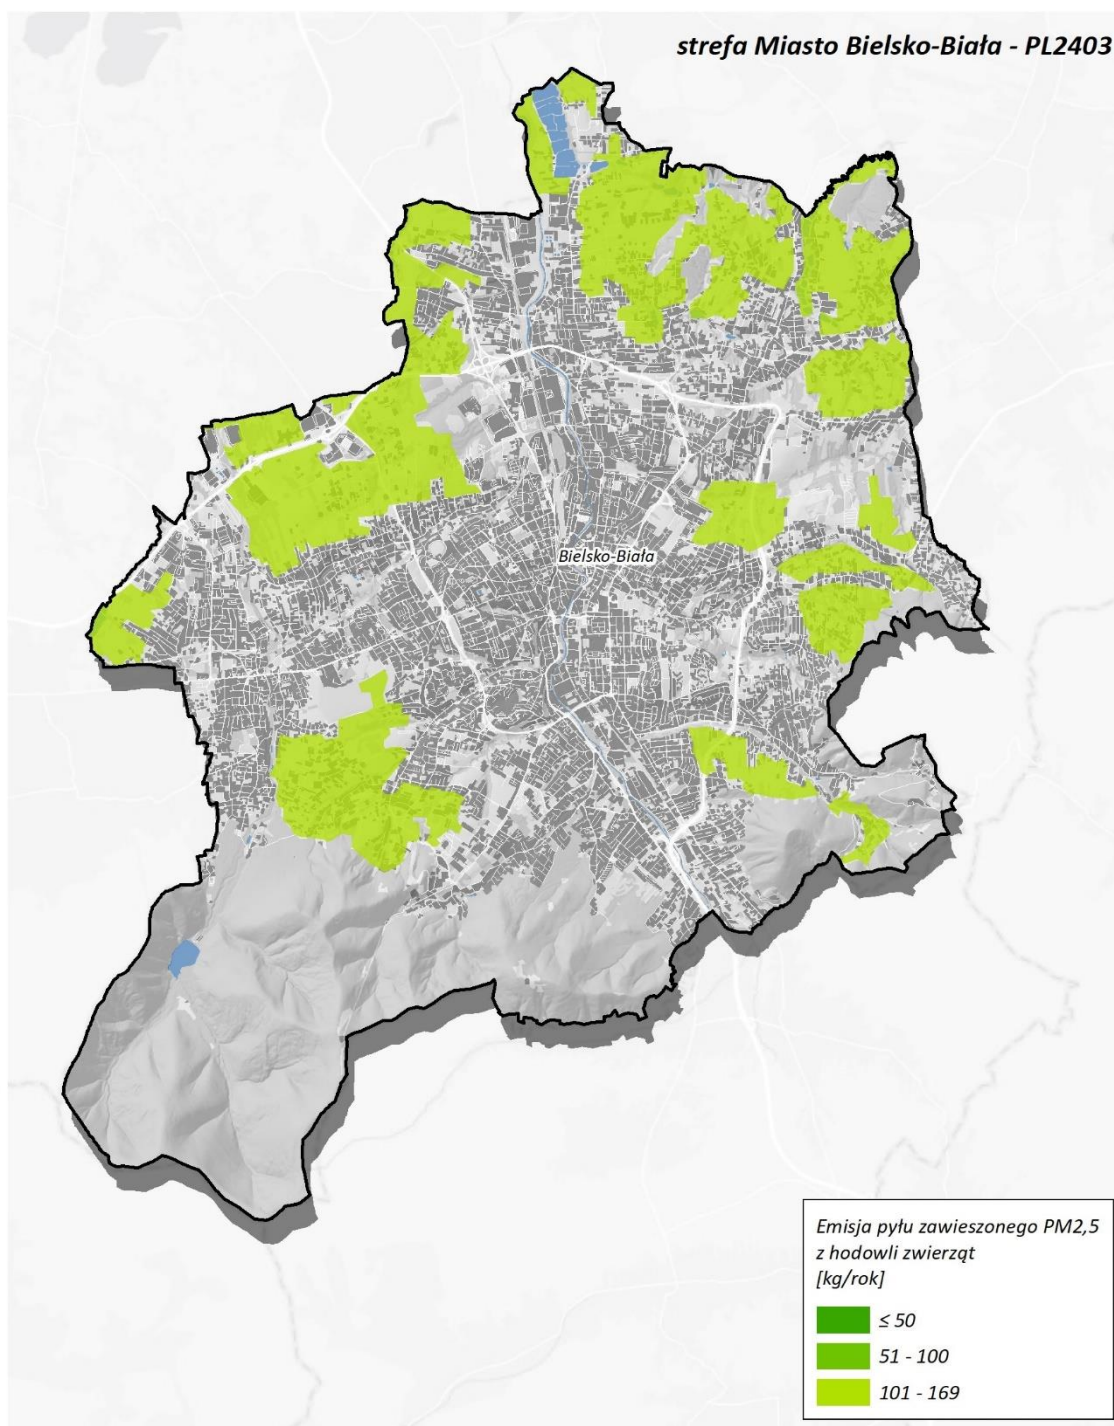 strefa Miasto Bielsko-Biała - PL2403
Bielsko-Biała
Emisja pyłu zawieszonego PM2,5
z hodowli zwierząt
[kg/rok]
≤ 50
51 - 100
101 - 169